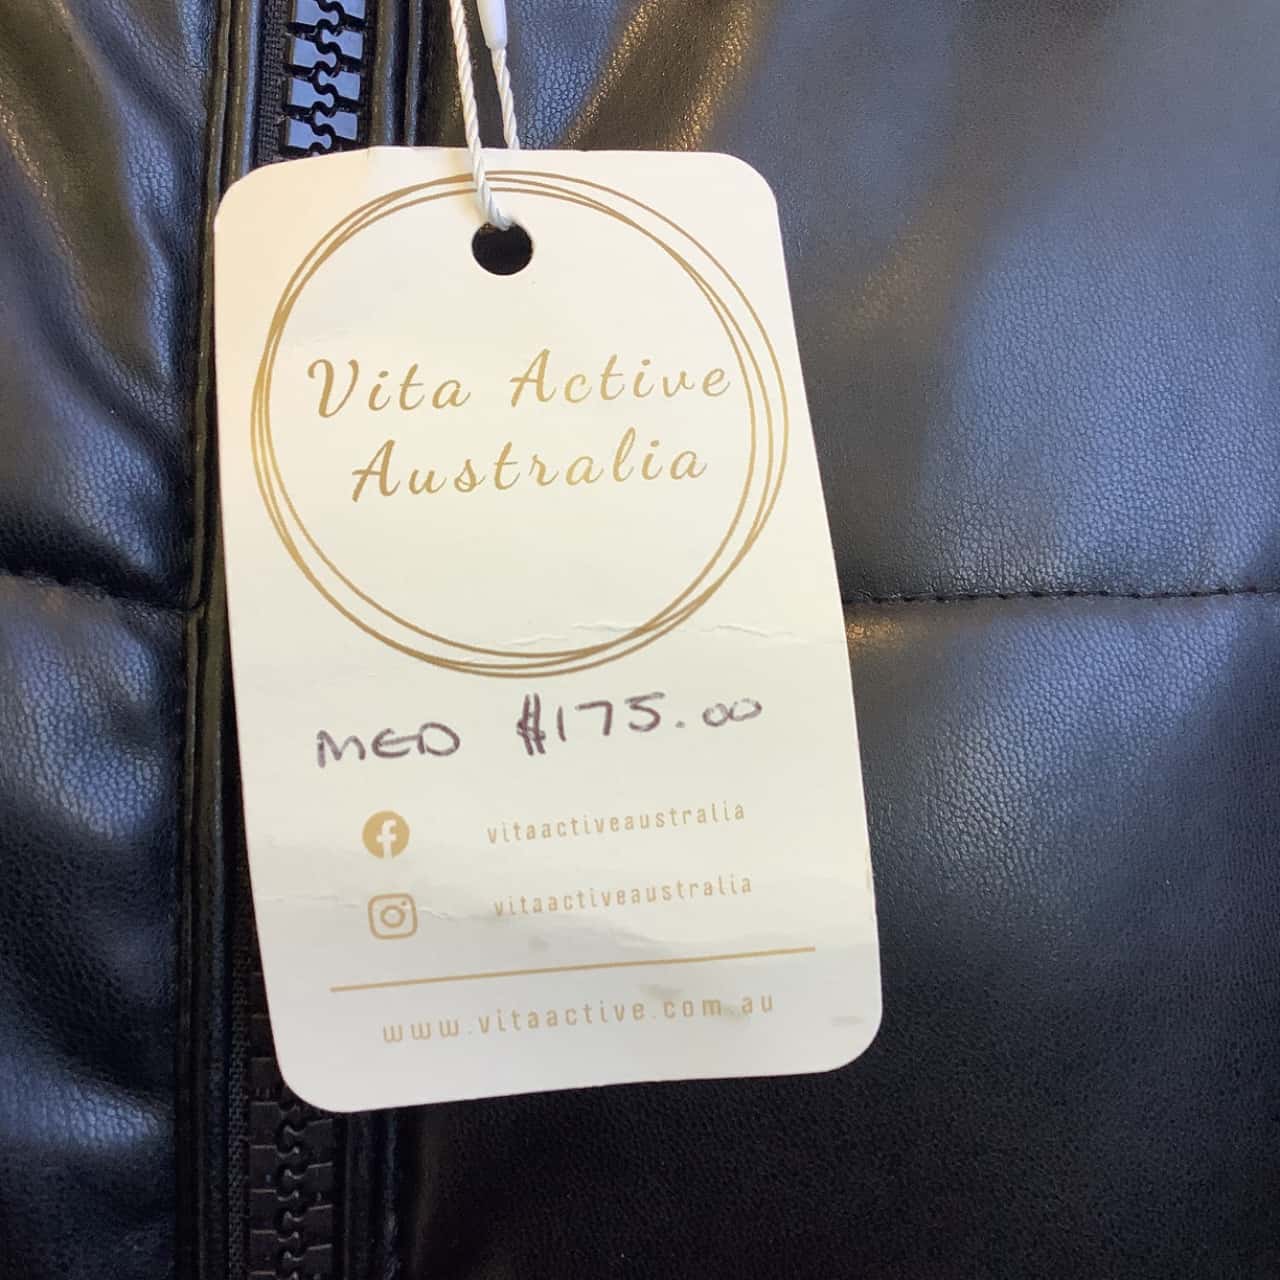 Vita Active
Australia
MED $175.00
vitaactiveaustralia
vitaactiveaustralia
www.vitaactive.com.au